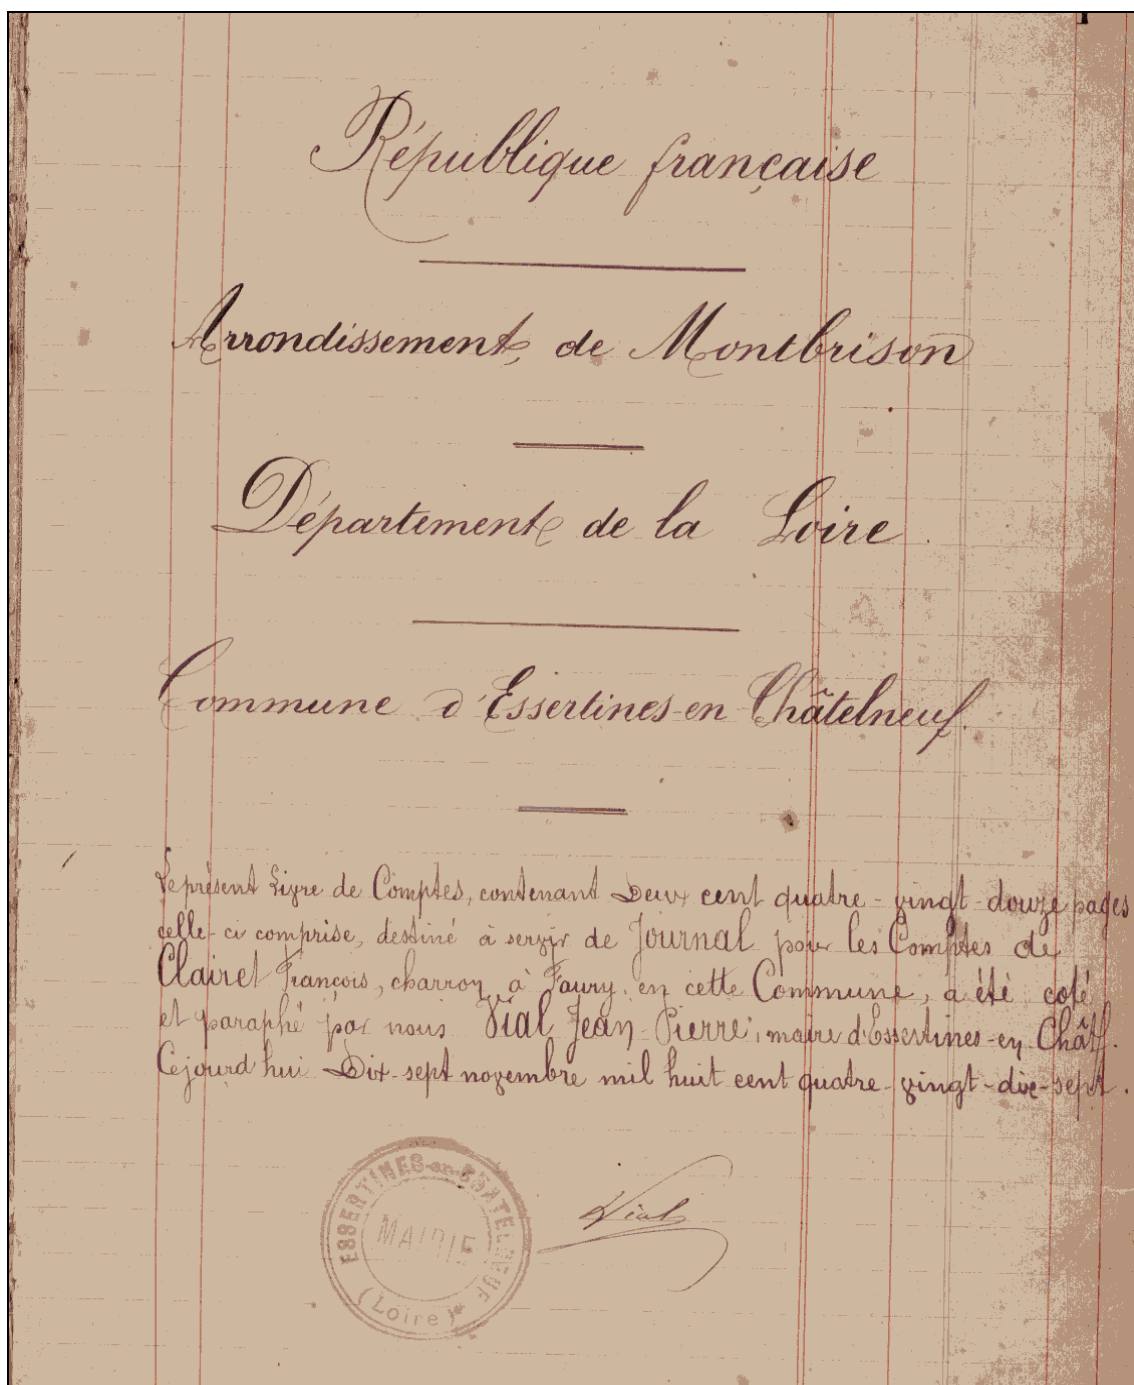 République française
Arrondissement de Montbrison
Département de la Loire.
Commune d'Essertines-en-Châtelneuf.
Le présent Livre de Comptes, contenant Deux cent quatre-vingt-douze pages
celle-ci comprise, destiné à servir de Journal pour les Comptes de
Clairet François, charron à Faury, en cette Commune, a été coté
et paraphé par nous Vial Jean-Pierre, maire d'Essertines-en-Chât.
Cejourd'hui Dix-sept novembre mil huit cent quatre-vingt-dix-sept.
ESSERTINES-en-CHATELNEUF
MAIRIE
(Loire)
Vial